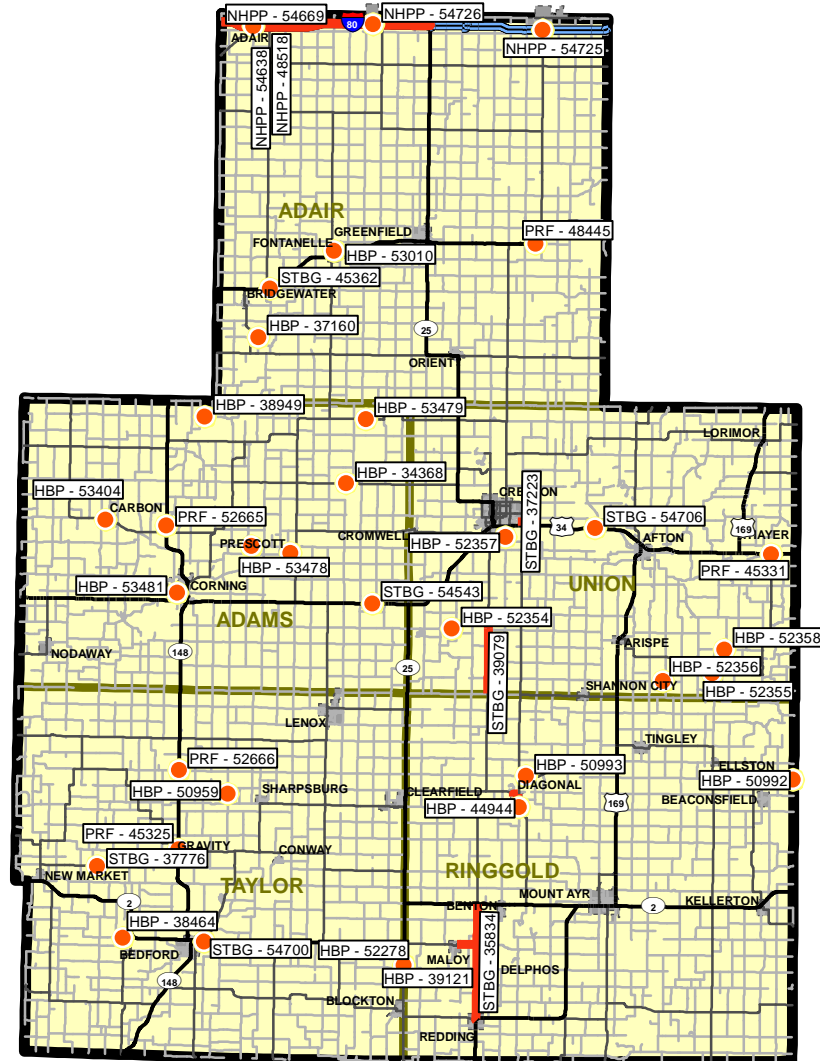 NHPP - 54669
NHPP - 54726
80
ADAIR
NHPP - 54725
NHPP - 54638
NHPP - 48518
ADAIR
GREENFIELD
PRF - 48445
FONTANELLE
HBP - 53010
STBG - 45362
BRIDGEWATER
HBP - 37160
25
ORIENT
HBP - 38949
HBP - 53479
LORIMOR
HBP - 34368
HBP - 53404
CARBON
PRF - 52665
STBG - 37223
STBG - 54706
34
169
CROMWELL
HBP - 52357
AFTON
PRESCOTT
HBP - 53478
PRF - 45331
HBP - 53481
CORNING
STBG - 54543
UNION
ADAMS
HBP - 52354
HBP - 52358
ARISPE
NODAWAY
148
25
STBG - 39079
HBP - 52356
SHANNON CITY
HBP - 52355
LENOX
TINGLEY
PRF - 52666
HBP - 50993
ELLSTON
HBP - 50992
DIAGONAL
HBP - 50959
SHARPSBURG
CLEARFIELD
HBP - 44944
169
BEACONSFIELD
PRF - 45325
GRAVITY
STBG - 37776
CONWAY
NEW MARKET
TAYLOR
RINGGOLD
MOUNT AYR
2
BENTON
2
KELLERTON
HBP - 38464
BEDFORD
STBG - 54700
HBP - 52278
MALOY
STBG - 35834
HBP - 39121
DELPHOS
148
BLOCKTON
REDDING